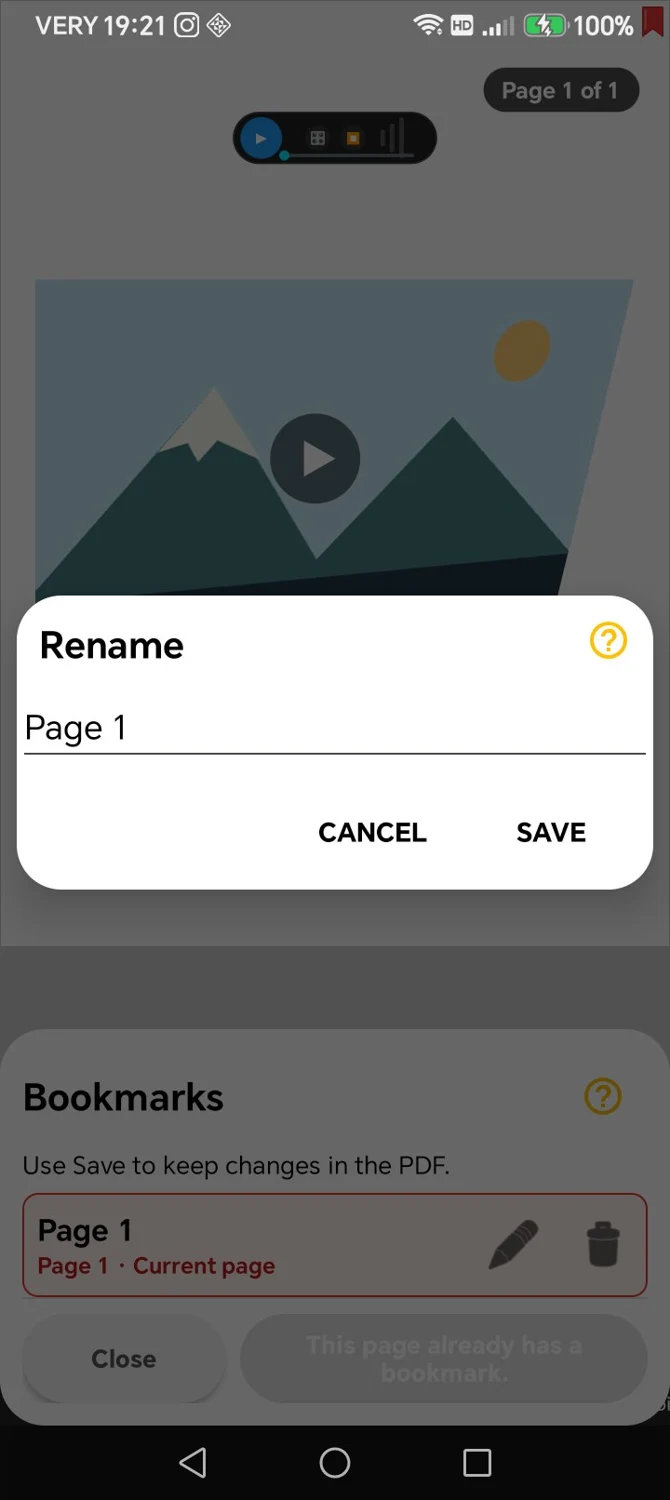 VERY 19:21
HD
100%
Page 1 of 1
Rename
Page 1
CANCEL
SAVE
Bookmarks
Use Save to keep changes in the PDF.
Page 1
Page 1 · Current page
Close
This page already has a
bookmark.